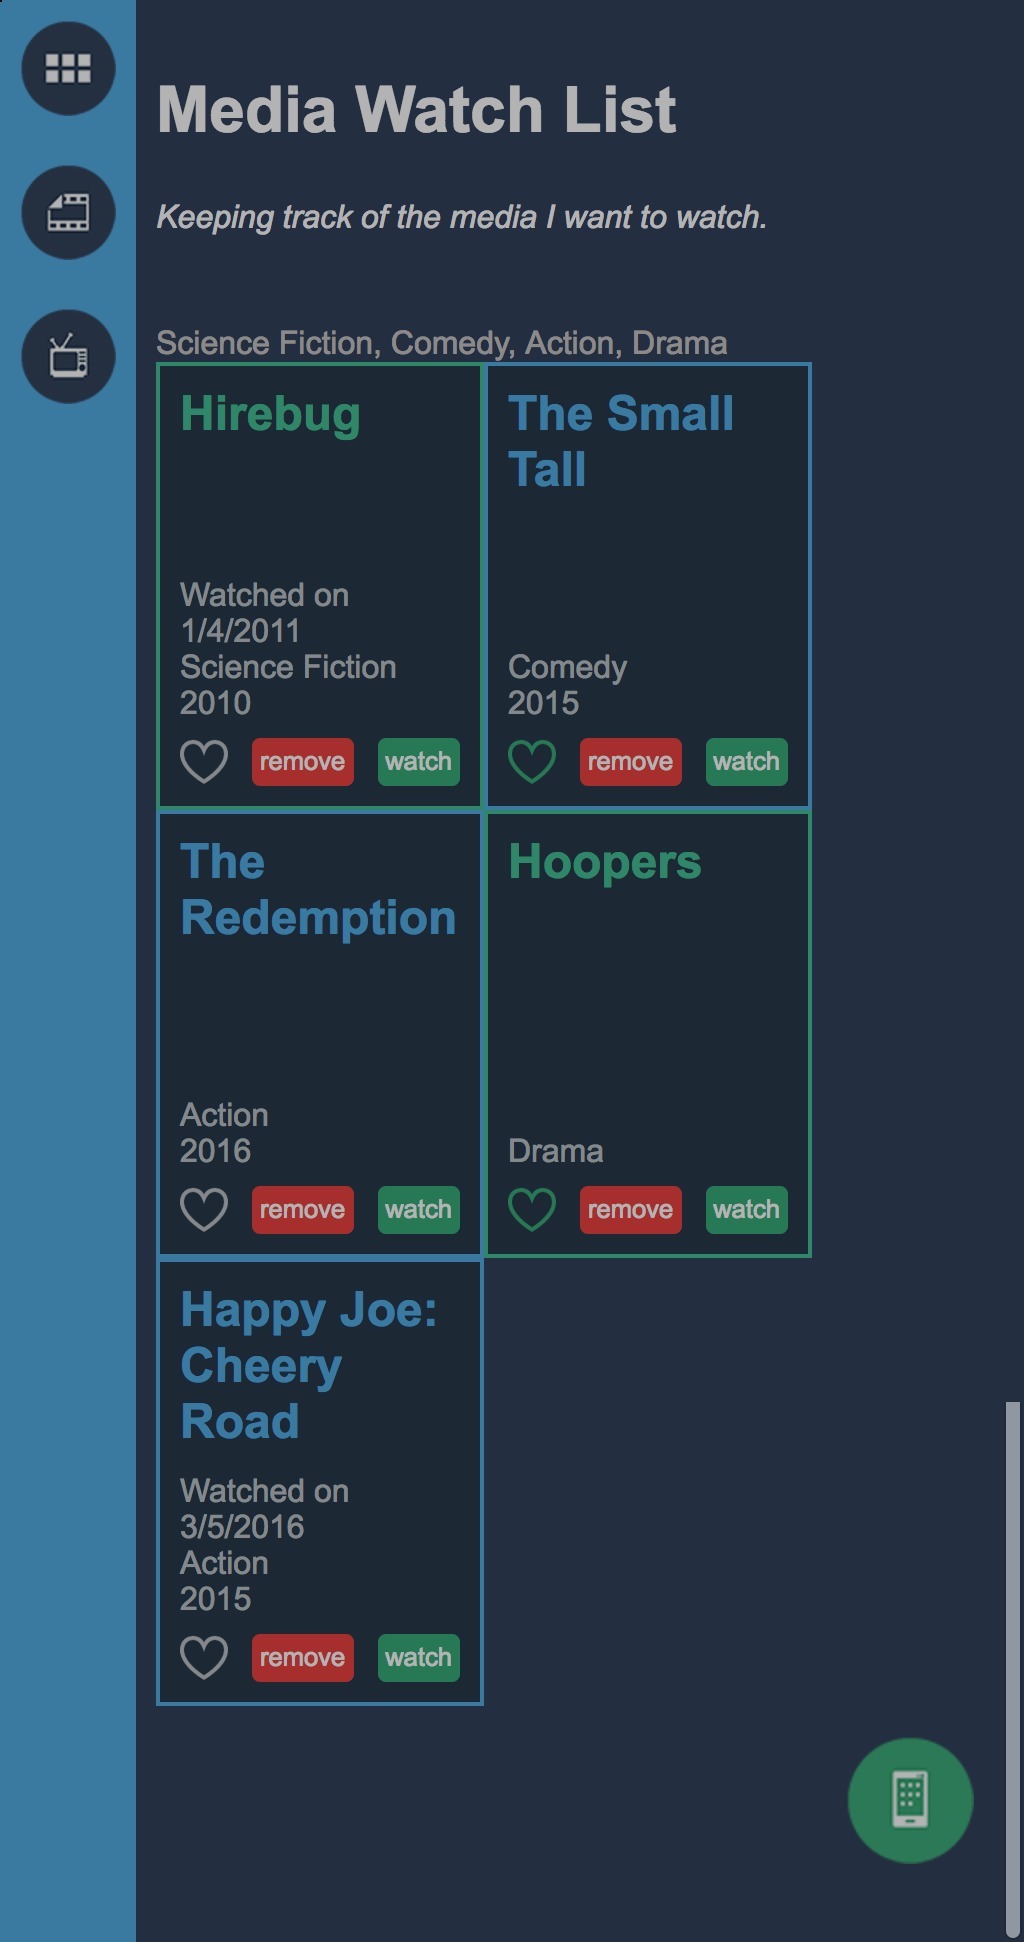 Media Watch List
Keeping track of the media I want to watch.
Science Fiction, Comedy, Action, Drama
Hirebug
Watched on
1/4/2011
Science Fiction
2010
remove watch
The Small
Tall
Comedy
2015
remove watch
The
Redemption
Action
2016
remove watch
Hoopers
Drama
remove watch
Happy Joe:
Cheery
Road
Watched on
3/5/2016
Action
2015
remove watch